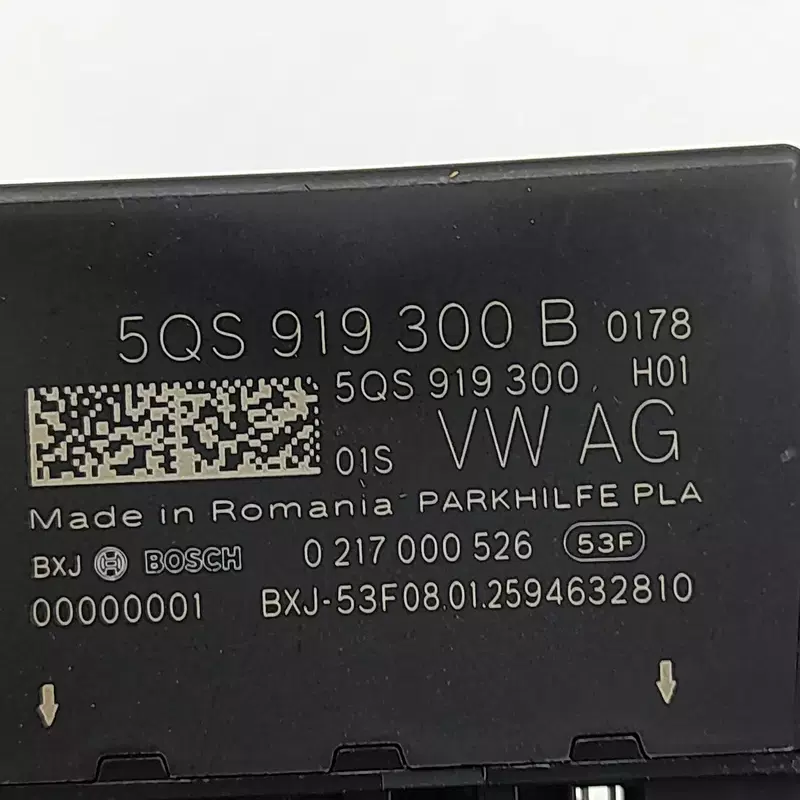 5QS 919 300 B 0178
5QS 919 300 H01
01S VW AG
Made in Romania PARKHILFE PLA
BXJ BOSCH 0 217 000 526 53F
00000001 BXJ-53F08.01.2594632810